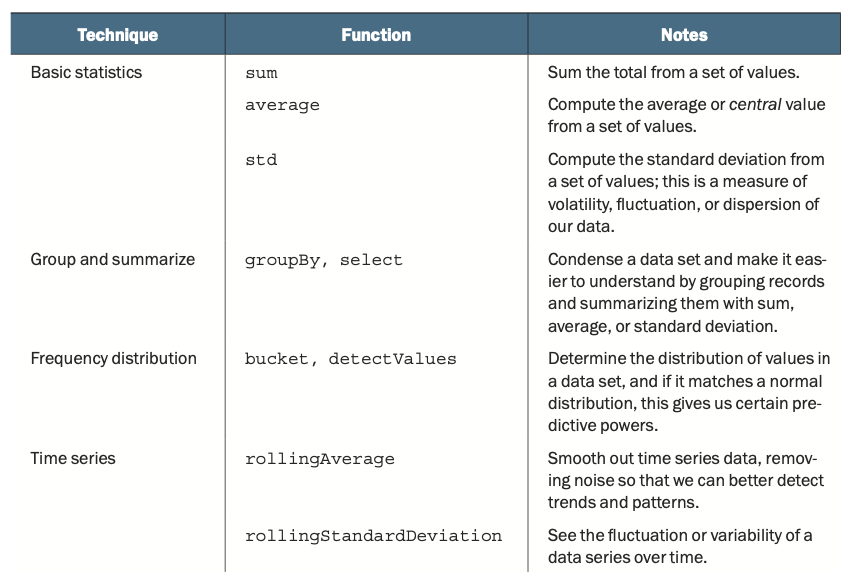 Technique Function Notes
Basic statistics sum Sum the total from a set of values.
average Compute the average or central value
from a set of values.
std Compute the standard deviation from
a set of values; this is a measure of
volatility, fluctuation, or dispersion of
our data.
Group and summarize groupBy, select Condense a data set and make it eas-
ier to understand by grouping records
and summarizing them with sum,
average, or standard deviation.
Frequency distribution bucket, detectValues Determine the distribution of values in
a data set, and if it matches a normal
distribution, this gives us certain pre-
dictive powers.
Time series rollingAverage Smooth out time series data, remov-
ing noise so that we can better detect
trends and patterns.
rollingStandardDeviation See the fluctuation or variability of a
data series over time.